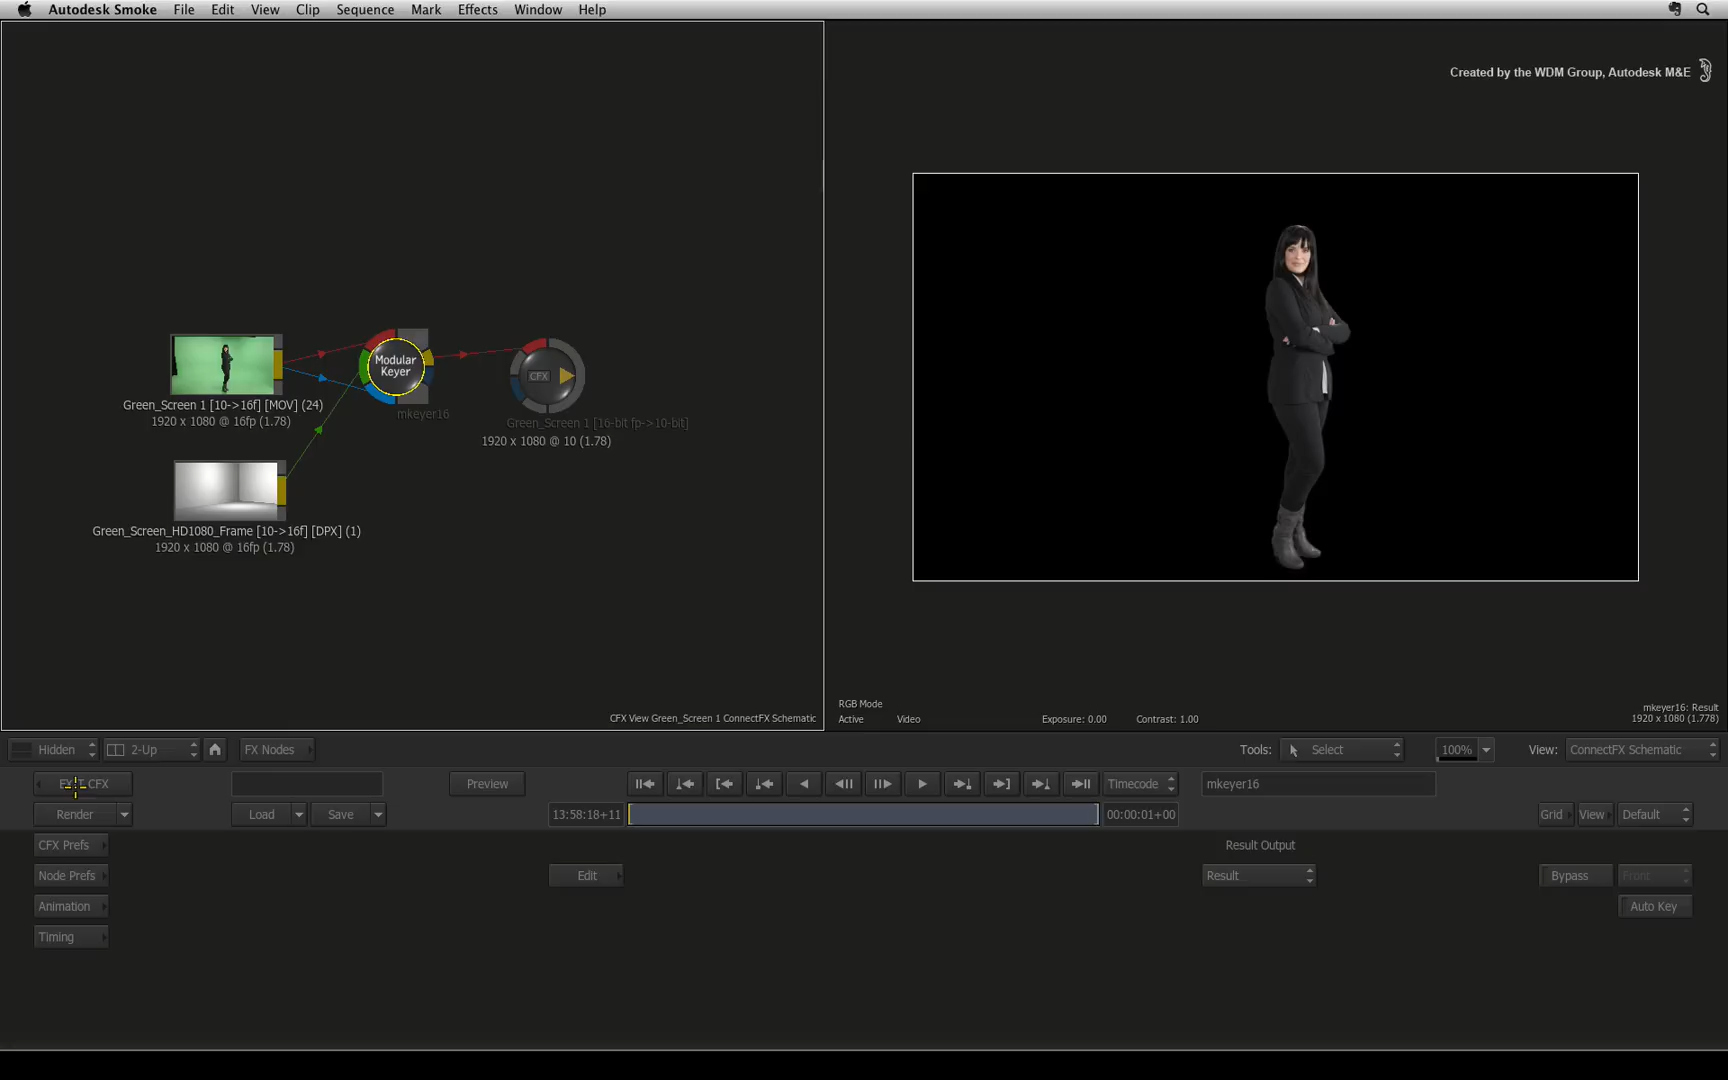 Autodesk Smoke File Edit View Clip Sequence Mark Effects Window Help
Created by the WDM Group, Autodesk M&E
Modular
Keyer
CFX
mkeyer16
Green_Screen 1 [10->16f] [MOV] (24)
1920 x 1080 @ 16fp (1.78)
Green_Screen 1 [16-bit fp->10-bit]
1920 x 1080 @ 10 (1.78)
Green_Screen_HD1080_Frame [10->16f] [DPX] (1)
1920 x 1080 @ 16fp (1.78)
CFX View Green_Screen 1 ConnectFX Schematic
RGB Mode
Active Video Exposure: 0.00 Contrast: 1.00
mkeyer16: Result
1920 x 1080 (1.778)
Hidden 2-Up FX Nodes Tools: Select 100% View: ConnectFX Schematic
EXIT CFX Preview Timecode mkeyer16
Render Load Save 13:58:18+11 00:00:01+00 Grid View Default
CFX Prefs Result Output
Node Prefs Edit Result Bypass Front
Animation Auto Key
Timing